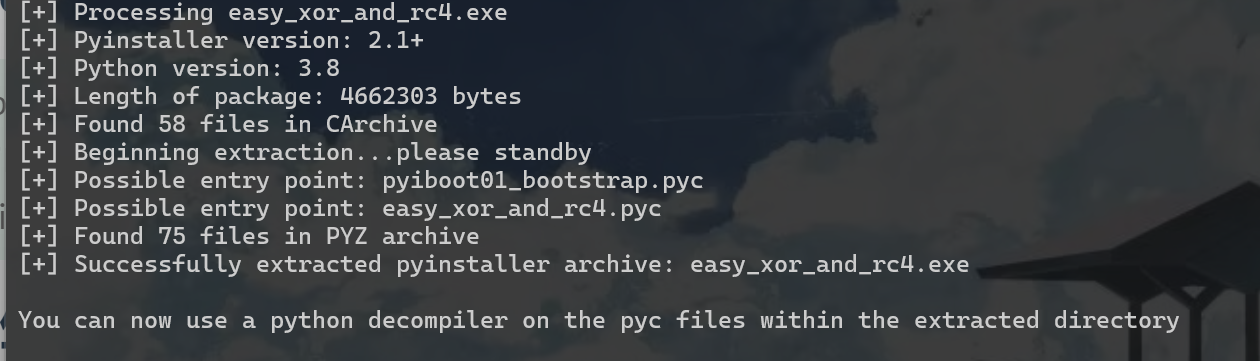 [+] Processing easy_xor_and_rc4.exe
[+] Pyinstaller version: 2.1+
[+] Python version: 3.8
[+] Length of package: 4662303 bytes
[+] Found 58 files in CArchive
[+] Beginning extraction...please standby
[+] Possible entry point: pyiboot01_bootstrap.pyc
[+] Possible entry point: easy_xor_and_rc4.pyc
[+] Found 75 files in PYZ archive
[+] Successfully extracted pyinstaller archive: easy_xor_and_rc4.exe
You can now use a python decompiler on the pyc files within the extracted directory